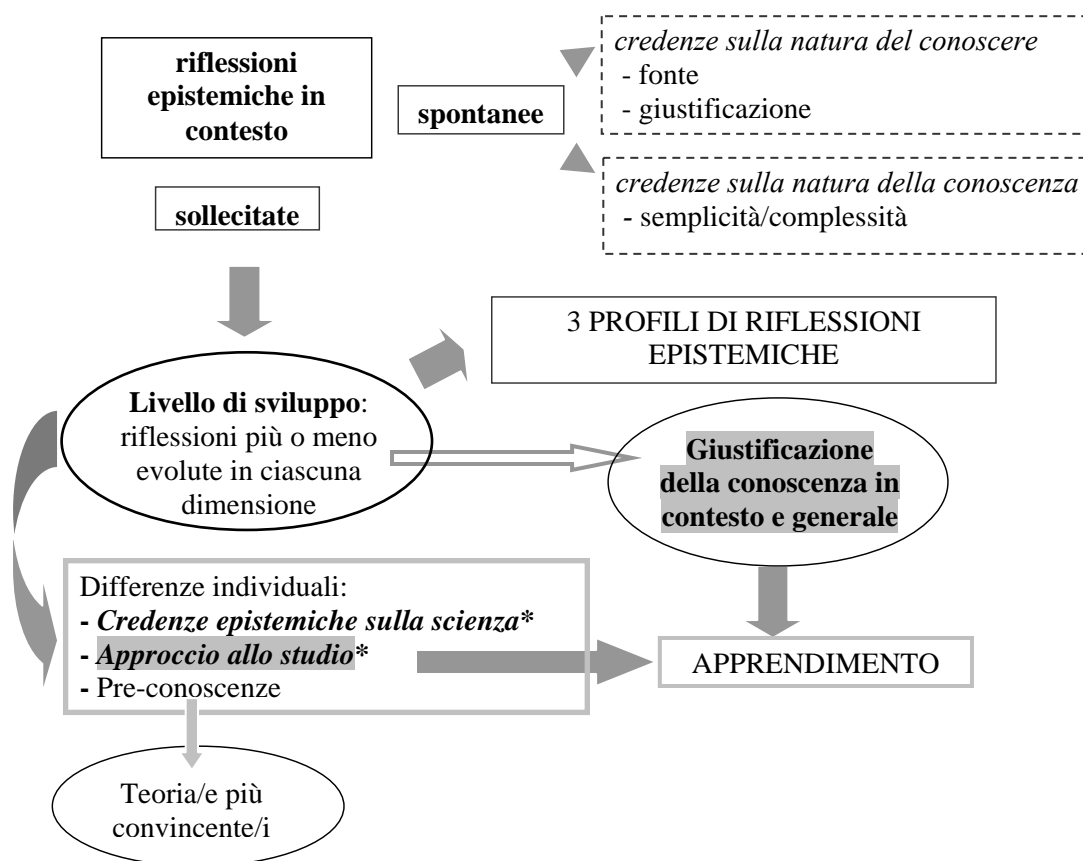 riflessioni
epistemiche in
contesto
spontanee
credenze sulla natura del conoscere
- fonte
- giustificazione
credenze sulla natura della conoscenza
- semplicità/complessità
sollecitate
3 PROFILI DI RIFLESSIONI
EPISTEMICHE
Livello di sviluppo:
riflessioni più o meno
evolute in ciascuna
dimensione
Giustificazione
della conoscenza in
contesto e generale
Differenze individuali:
- Credenze epistemiche sulla scienza*
- Approccio allo studio*
- Pre-conoscenze
APPRENDIMENTO
Teoria/e più
convincente/i